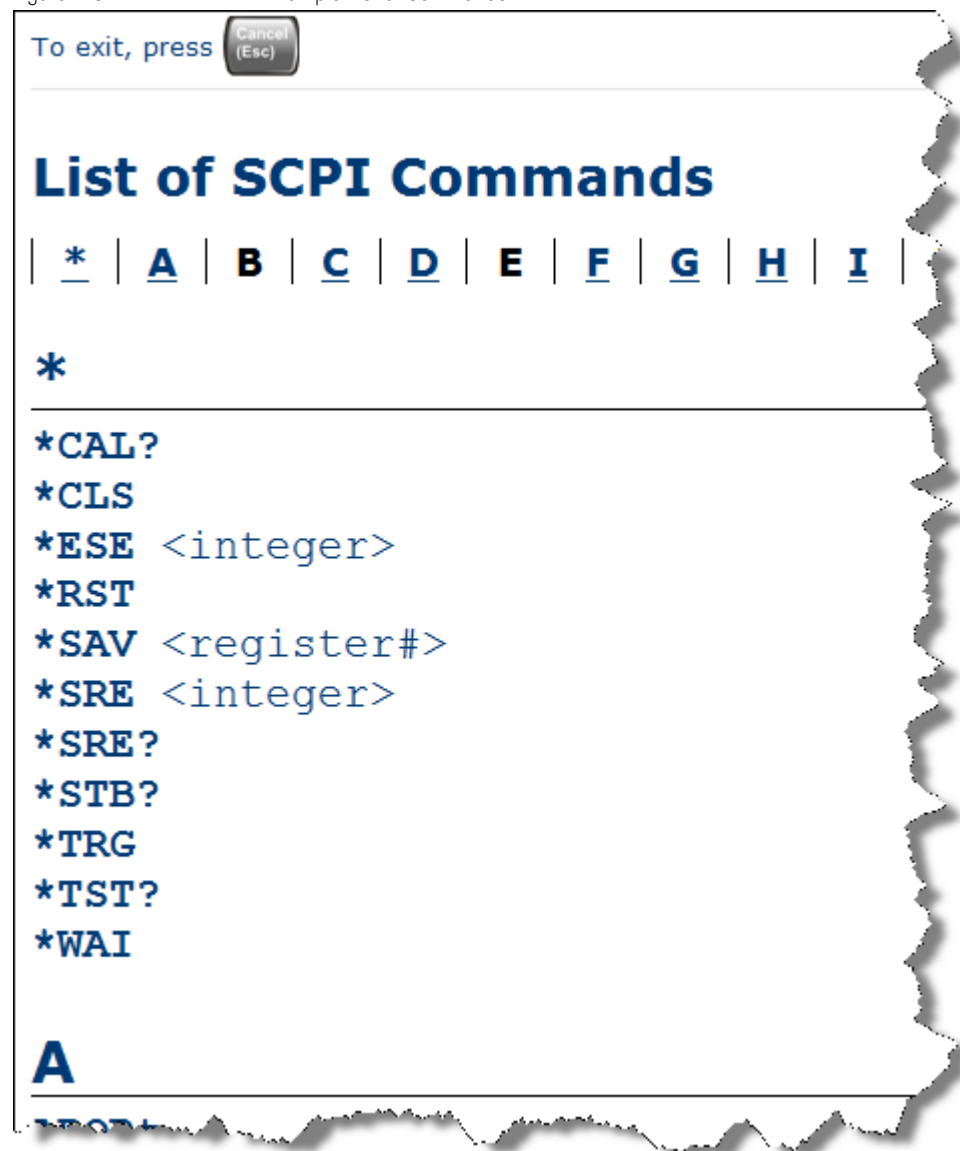 To exit, press Cancel (Esc)
List of SCPI Commands
| * | A | B | C | D | E | F | G | H | I |
*
*CAL?
*CLS
*ESE <integer>
*RST
*SAV <register#>
*SRE <integer>
*SRE?
*STB?
*TRG
*TST?
*WAI
A